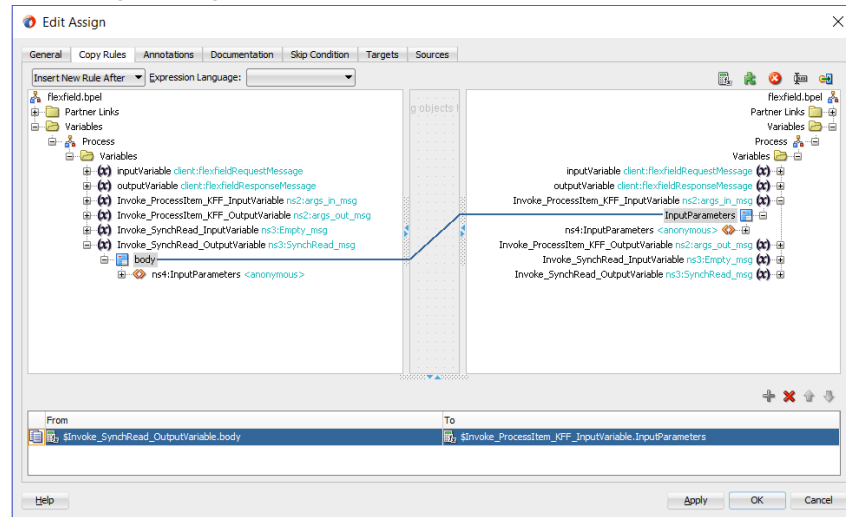 Edit Assign
General Copy Rules Annotations Documentation Skip Condition Targets Sources
Insert New Rule After Expression Language:
flexfield.bpel
Partner Links
Variables
Process
Variables
inputVariable client:flexfieldRequestMessage
outputVariable client:flexfieldResponseMessage
Invoke_ProcessItem_KFF_InputVariable ns2:args_in_msg
Invoke_ProcessItem_KFF_OutputVariable ns2:args_out_msg
Invoke_SynchRead_InputVariable ns3:Empty_msg
Invoke_SynchRead_OutputVariable ns3:SynchRead_msg
body
ns4:InputParameters <anonymous>
g objects
flexfield.bpel
Partner Links
Variables
Process
Variables
inputVariable client:flexfieldRequestMessage
outputVariable client:flexfieldResponseMessage
Invoke_ProcessItem_KFF_InputVariable ns2:args_in_msg
InputParameters
ns4:InputParameters <anonymous>
Invoke_ProcessItem_KFF_OutputVariable ns2:args_out_msg
Invoke_SynchRead_InputVariable ns3:Empty_msg
Invoke_SynchRead_OutputVariable ns3:SynchRead_msg
From To
$Invoke_SynchRead_OutputVariable.body $Invoke_ProcessItem_KFF_InputVariable.InputParameters
Help Apply OK Cancel